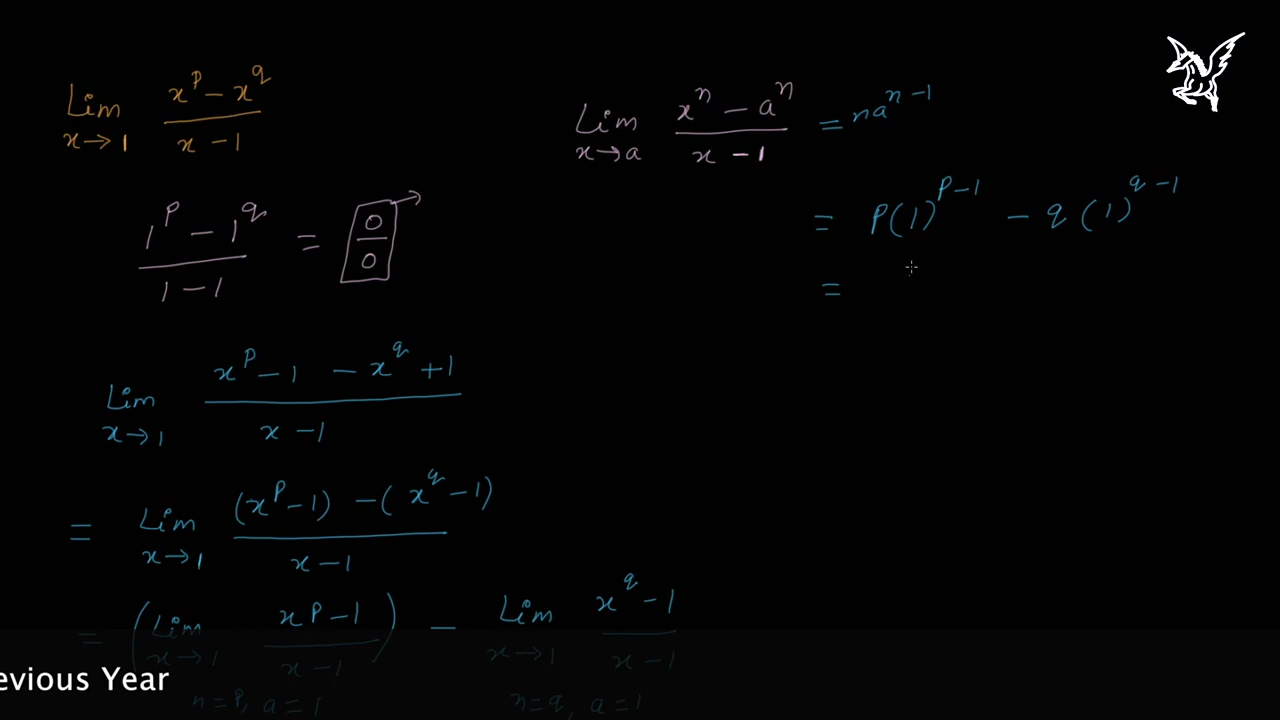 Lim x→1 (x^p − x^q)/(x − 1)
(1^p − 1^q)/(1 − 1) = 0/0 →
Lim x→1 (x^p − 1 − x^q + 1)/(x − 1)
= Lim x→1 ((x^p − 1) − (x^q − 1))/(x − 1)
= (Lim x→1 (x^p − 1)/(x − 1)) − Lim x→1 (x^q − 1)/(x − 1)
n = P, a = 1 n = q, a = 1
Lim x→a (x^n − a^n)/(x − 1) = na^(n − 1)
= P(1)^(P − 1) − q(1)^(q − 1)
=
evious Year